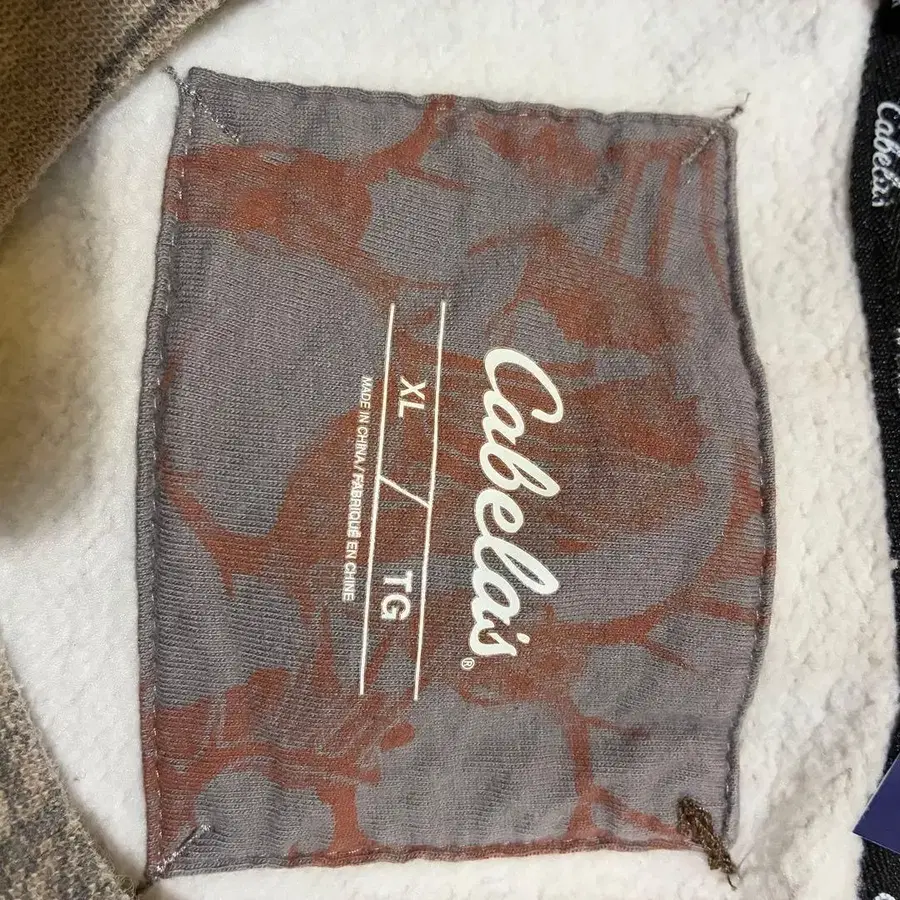 Cabela's®
XL / TG
MADE IN CHINA / FABRIQUÉ EN CHINE
Cabela's